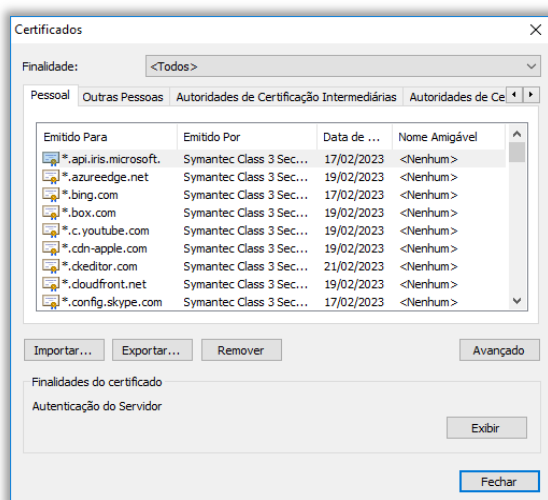 Certificados
Finalidade: <Todos>
Pessoal Outras Pessoas Autoridades de Certificação Intermediárias Autoridades de Ce
Emitido Para Emitido Por Data de ... Nome Amigável
*.api.iris.microsoft. Symantec Class 3 Sec... 17/02/2023 <Nenhum>
*.azureedge.net Symantec Class 3 Sec... 19/02/2023 <Nenhum>
*.bing.com Symantec Class 3 Sec... 17/02/2023 <Nenhum>
*.box.com Symantec Class 3 Sec... 19/02/2023 <Nenhum>
*.c.youtube.com Symantec Class 3 Sec... 19/02/2023 <Nenhum>
*.cdn-apple.com Symantec Class 3 Sec... 19/02/2023 <Nenhum>
*.ckeditor.com Symantec Class 3 Sec... 21/02/2023 <Nenhum>
*.cloudfront.net Symantec Class 3 Sec... 19/02/2023 <Nenhum>
*.config.skype.com Symantec Class 3 Sec... 17/02/2023 <Nenhum>
Importar... Exportar... Remover Avançado
Finalidades do certificado
Autenticação do Servidor
Exibir
Fechar